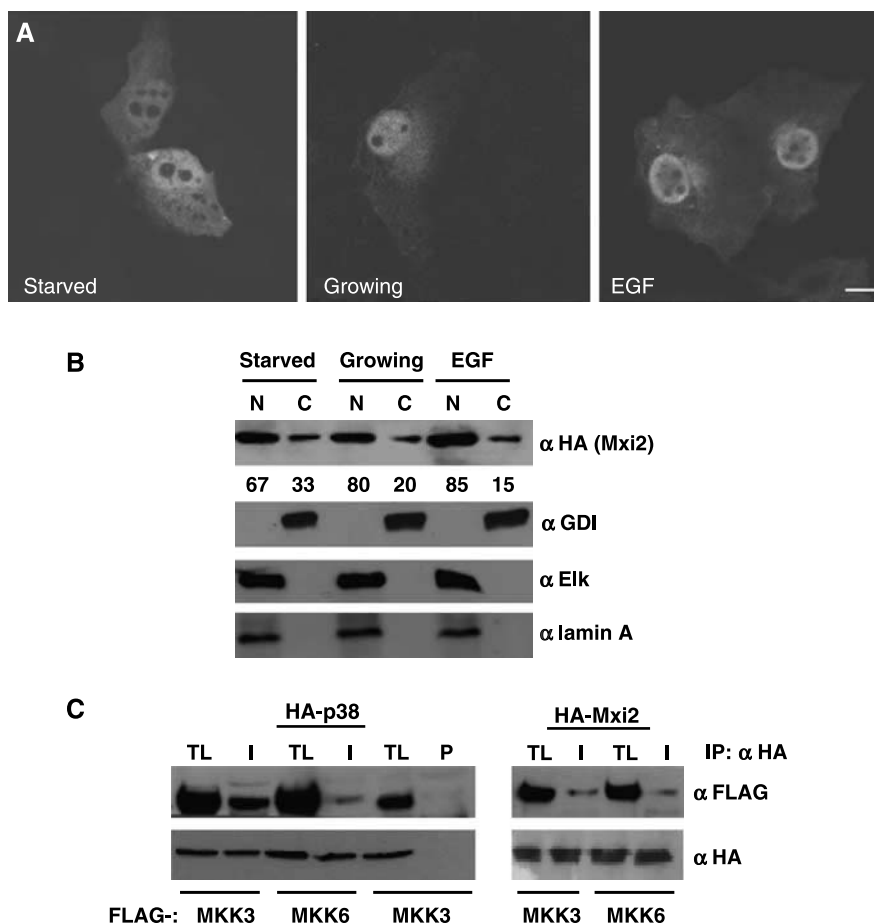 A
Starved
Growing
EGF
B
Starved Growing EGF
N C N C N C
α HA (Mxi2)
67 33 80 20 85 15
α GDI
α Elk
α lamin A
C
HA-p38 HA-Mxi2
TL I TL I TL P TL I TL I IP: α HA
α FLAG
α HA
FLAG-: MKK3 MKK6 MKK3 MKK3 MKK6